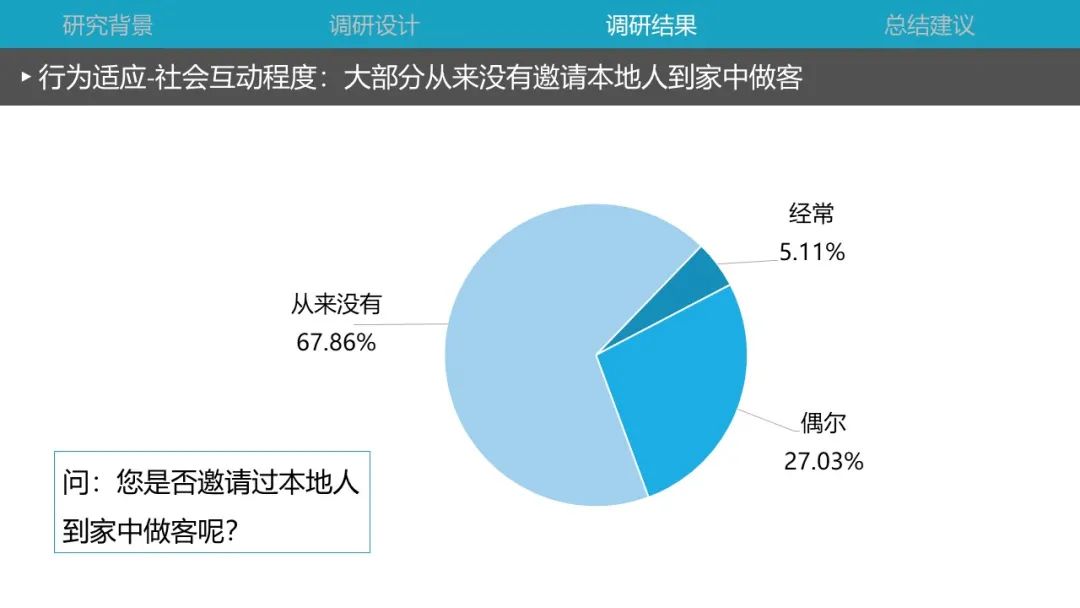 研究背景 调研设计 调研结果 总结建议
行为适应-社会互动程度：大部分从来没有邀请本地人到家中做客
经常
5.11%
从来没有
67.86%
偶尔
27.03%
问：您是否邀请过本地人
到家中做客呢？